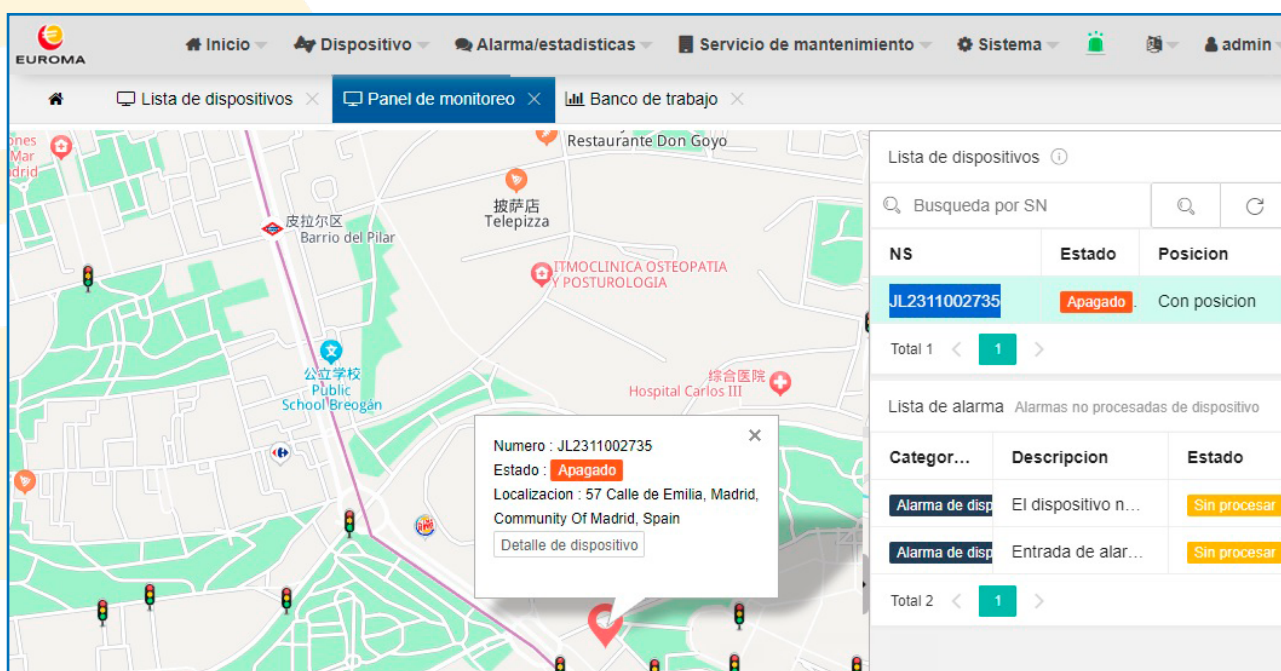 EUROMA
Inicio
Dispositivo
Alarma/estadisticas
Servicio de mantenimiento
Sistema
admin
Lista de dispositivos
Panel de monitoreo
Banco de trabajo
Restaurante Don Goyo
披萨店
Telepizza
皮拉尔区
Barrio del Pilar
ITMOCLINICA OSTEOPATIA
Y POSTUROLOGIA
公立学校
Public
School Breogán
综合医院
Hospital Carlos III
Numero : JL2311002735
Estado : Apagado
Localizacion : 57 Calle de Emilia, Madrid,
Community Of Madrid, Spain
Detalle de dispositivo
Lista de dispositivos
Busqueda por SN
NS Estado Posicion
JL2311002735 Apagado Con posicion
Total 1 < 1 >
Lista de alarma Alarmas no procesadas de dispositivo
Categor... Descripcion Estado
Alarma de disp El dispositivo n... Sin procesar
Alarma de disp Entrada de alar... Sin procesar
Total 2 < 1 >